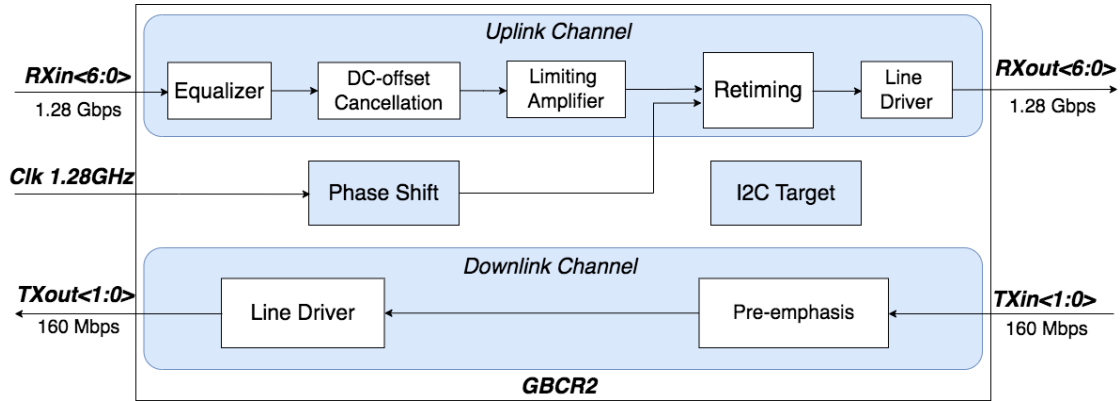 Uplink Channel
RXin<6:0>
1.28 Gbps
Equalizer
DC-offset
Cancellation
Limiting
Amplifier
Retiming
Line
Driver
RXout<6:0>
1.28 Gbps
Clk 1.28GHz
Phase Shift
I2C Target
Downlink Channel
TXout<1:0>
160 Mbps
Line Driver
Pre-emphasis
TXin<1:0>
160 Mbps
GBCR2